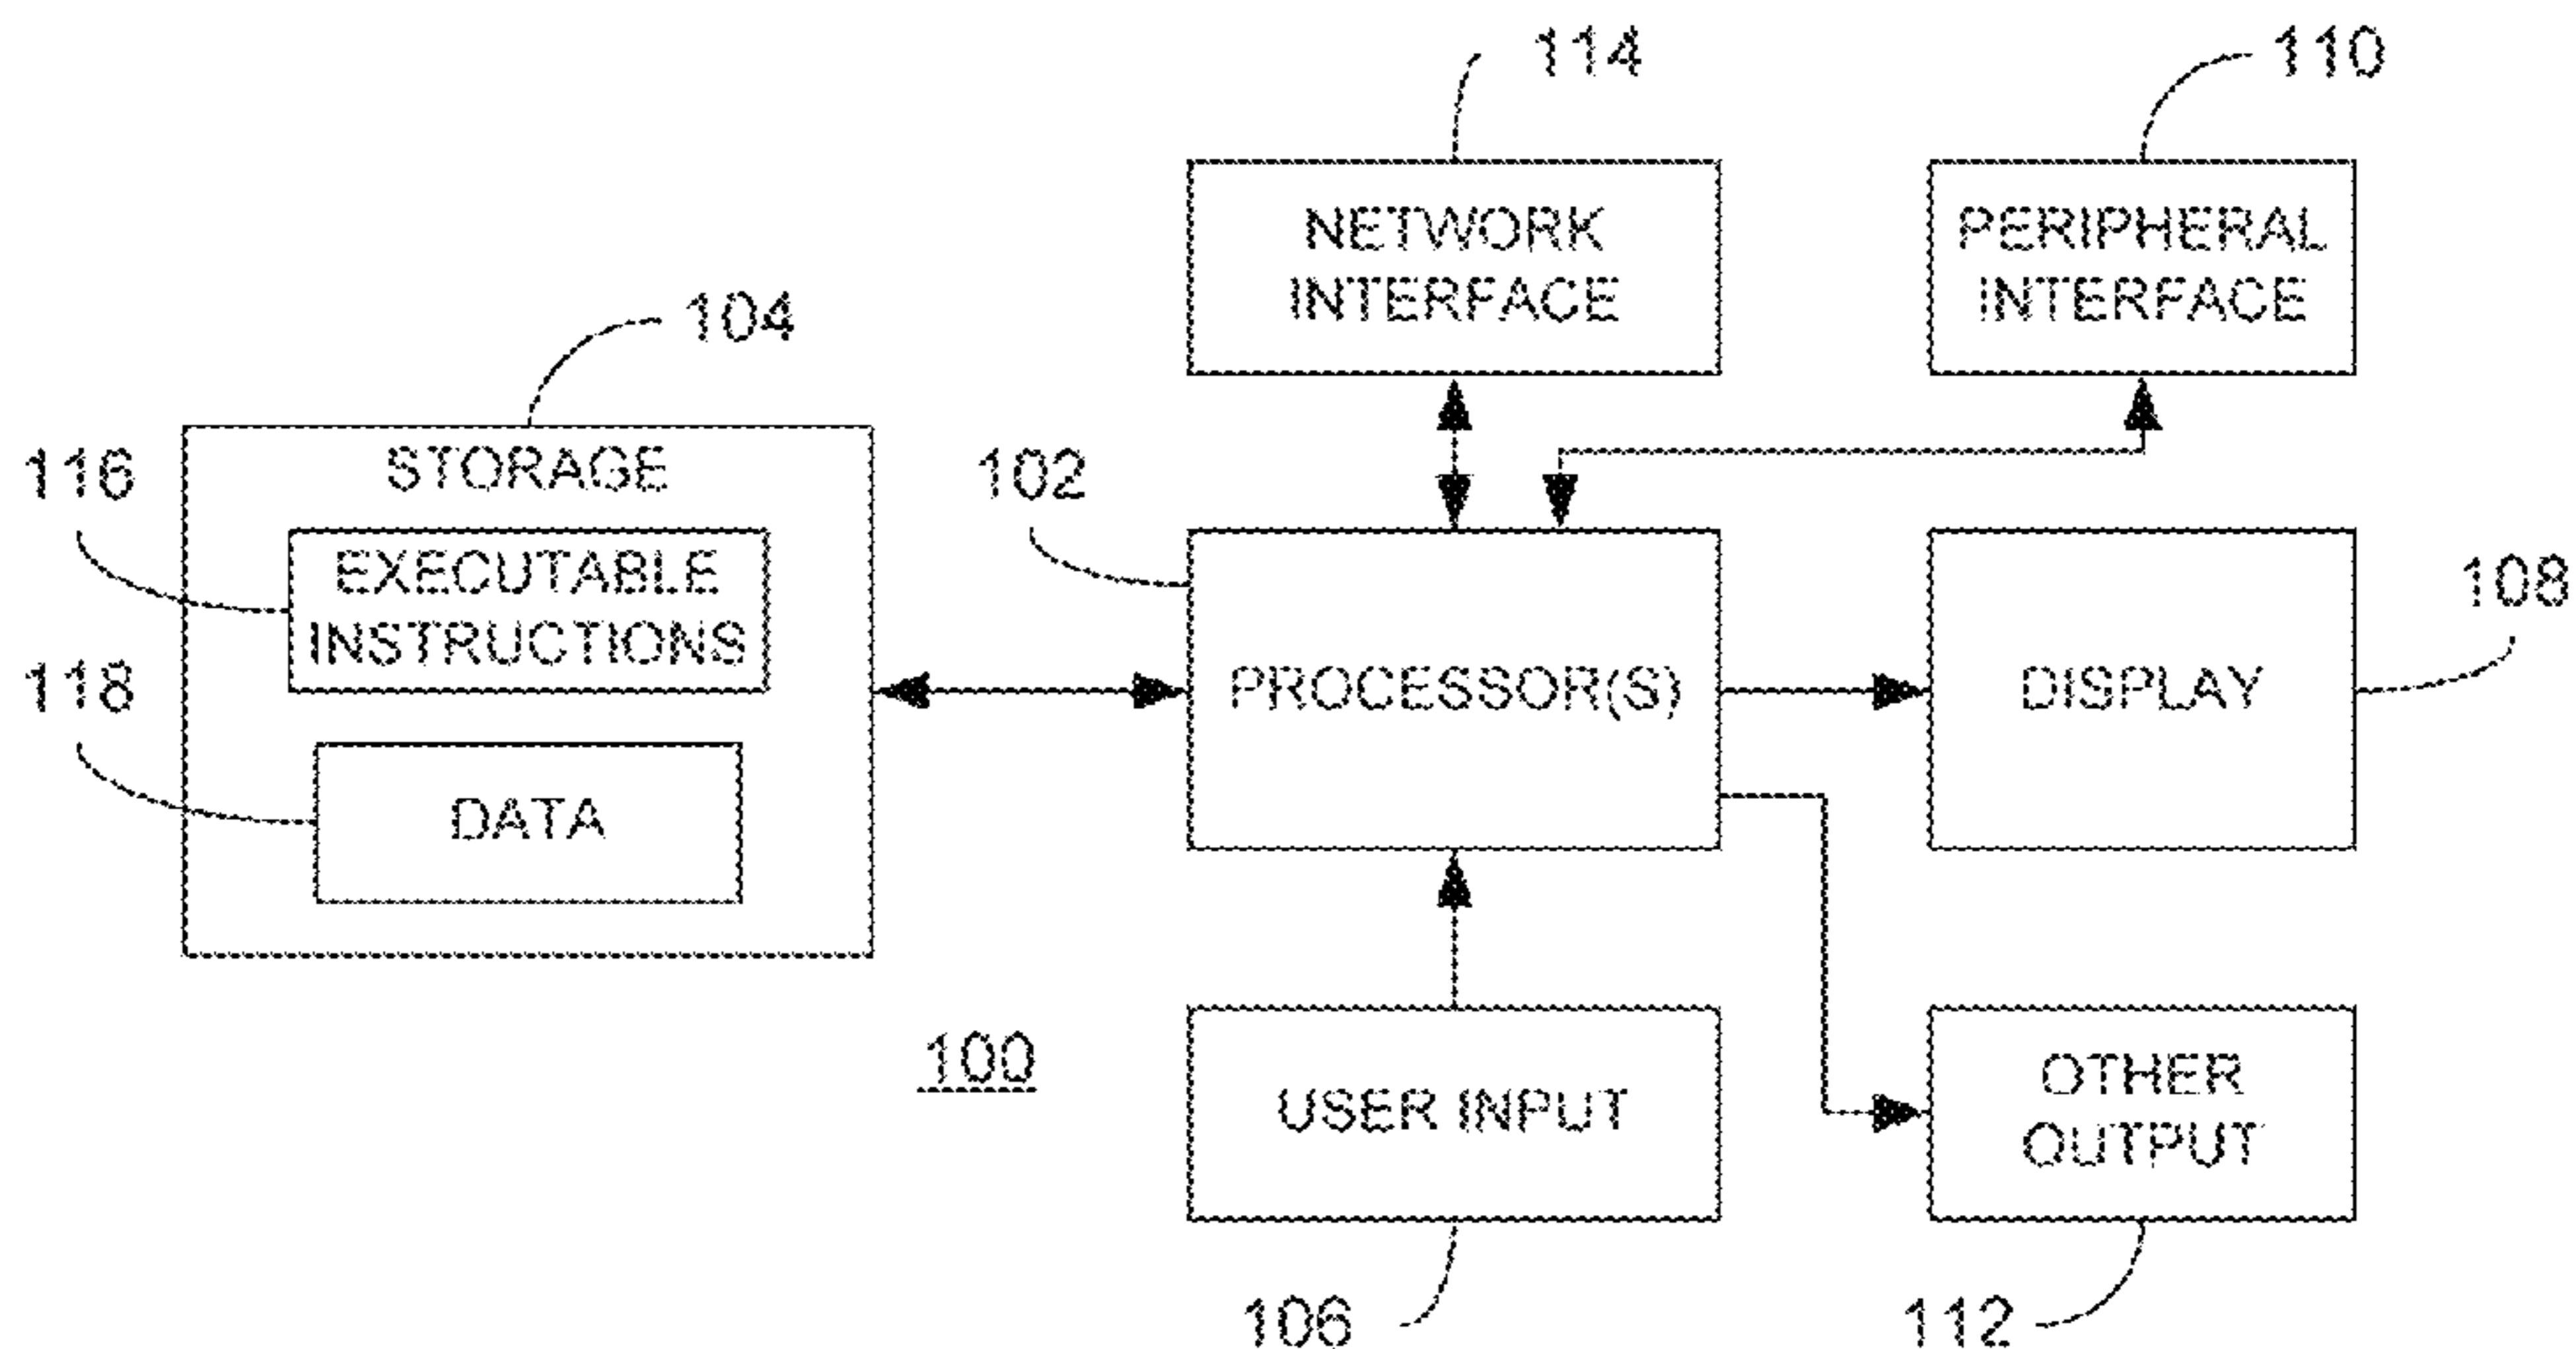 114
110
NETWORK
INTERFACE
PERIPHERAL
INTERFACE
104
STORAGE
116
EXECUTABLE
INSTRUCTIONS
118
DATA
102
PROCESSOR(S)
DISPLAY
108
100
USER INPUT
OTHER
OUTPUT
106
112